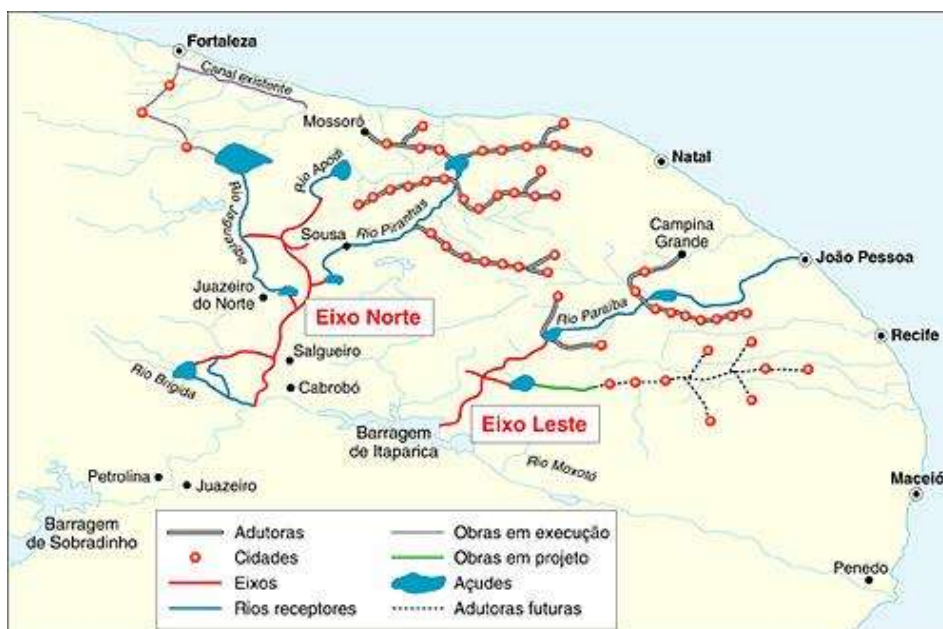 Fortaleza
Canal existente
Mossoró
Rio Apodi
Natal
Rio Jaguaribe
Sousa
Rio Piranhas
Campina
Grande
João Pessoa
Juazeiro
do Norte
Eixo Norte
Rio Paraíba
Recife
Salgueiro
Rio Brígida
Cabrobó
Eixo Leste
Barragem
de Itaparica
Rio Moxotó
Petrolina
Juazeiro
Maceió
Barragem
de Sobradinho
Penedo
Adutoras
Cidades
Eixos
Rios receptores
Obras em execução
Obras em projeto
Açudes
Adutoras futuras